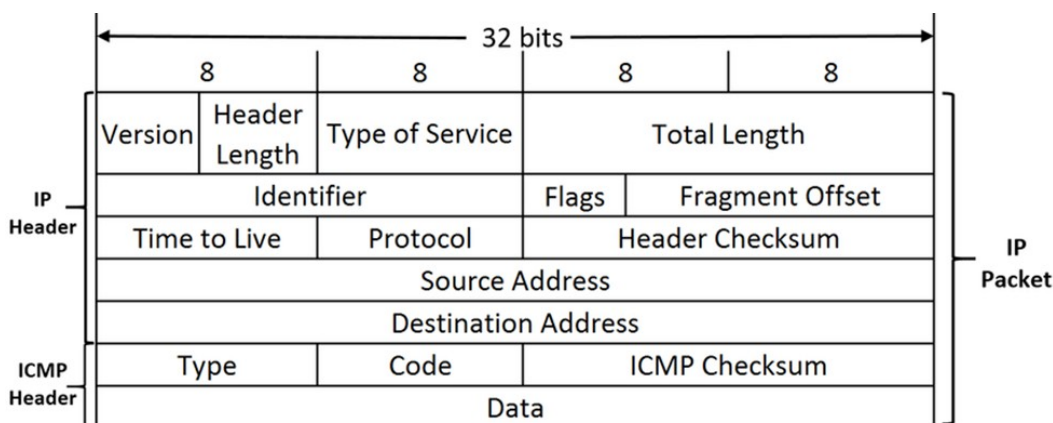 32 bits
8 8 8 8
Version Header Length Type of Service Total Length
Identifier Flags Fragment Offset
IP Header
Time to Live Protocol Header Checksum
IP Packet
Source Address
Destination Address
ICMP Header
Type Code ICMP Checksum
Data